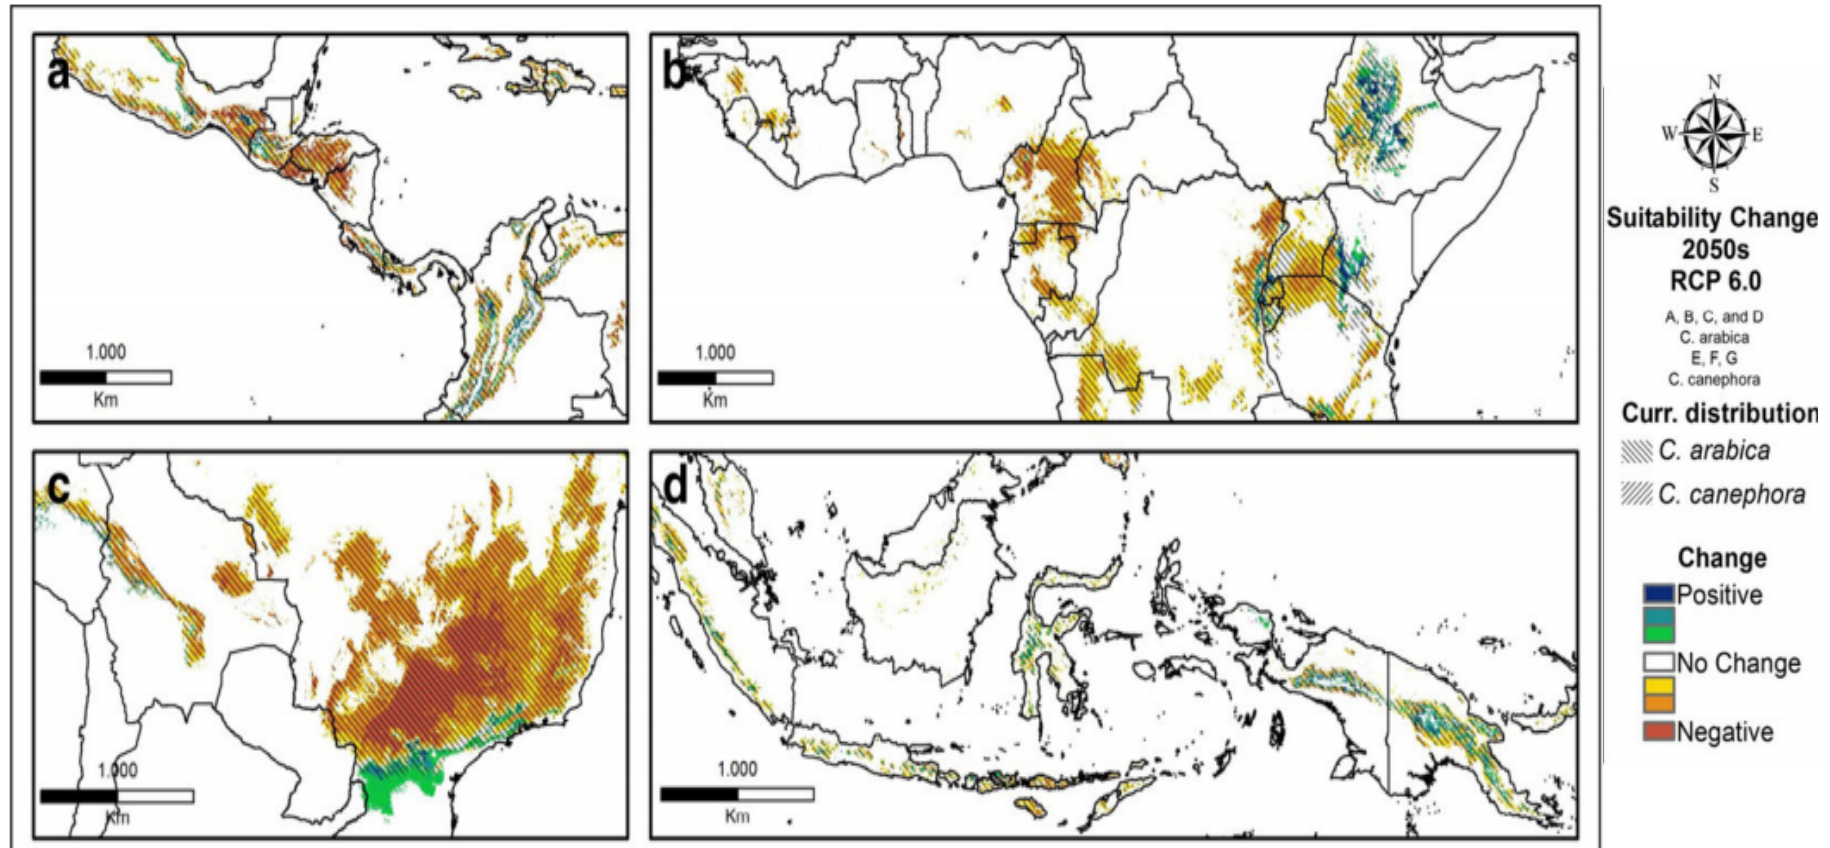 a
1.000
Km
b
1.000
Km
c
1.000
Km
d
1.000
Km
N
W E
S
Suitability Change
2050s
RCP 6.0
A, B, C, and D
C. arabica
E, F, G
C. canephora
Curr. distribution
C. arabica
C. canephora
Change
Positive
No Change
Negative